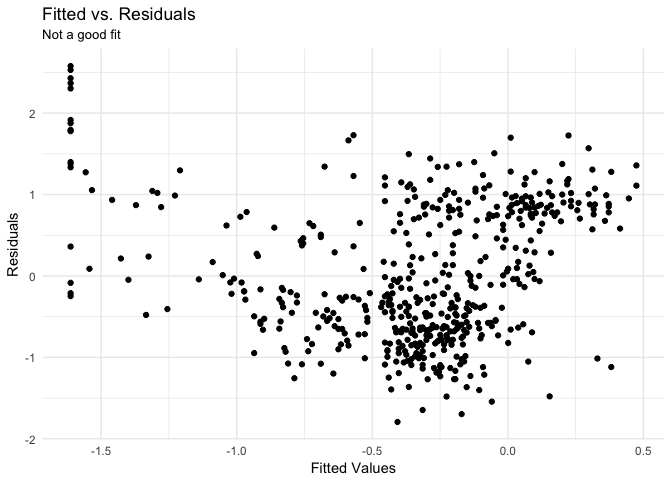 Fitted vs. Residuals
Not a good fit
2
1
0
-1
-2
Residuals
-1.5 -1.0 -0.5 0.0 0.5
Fitted Values